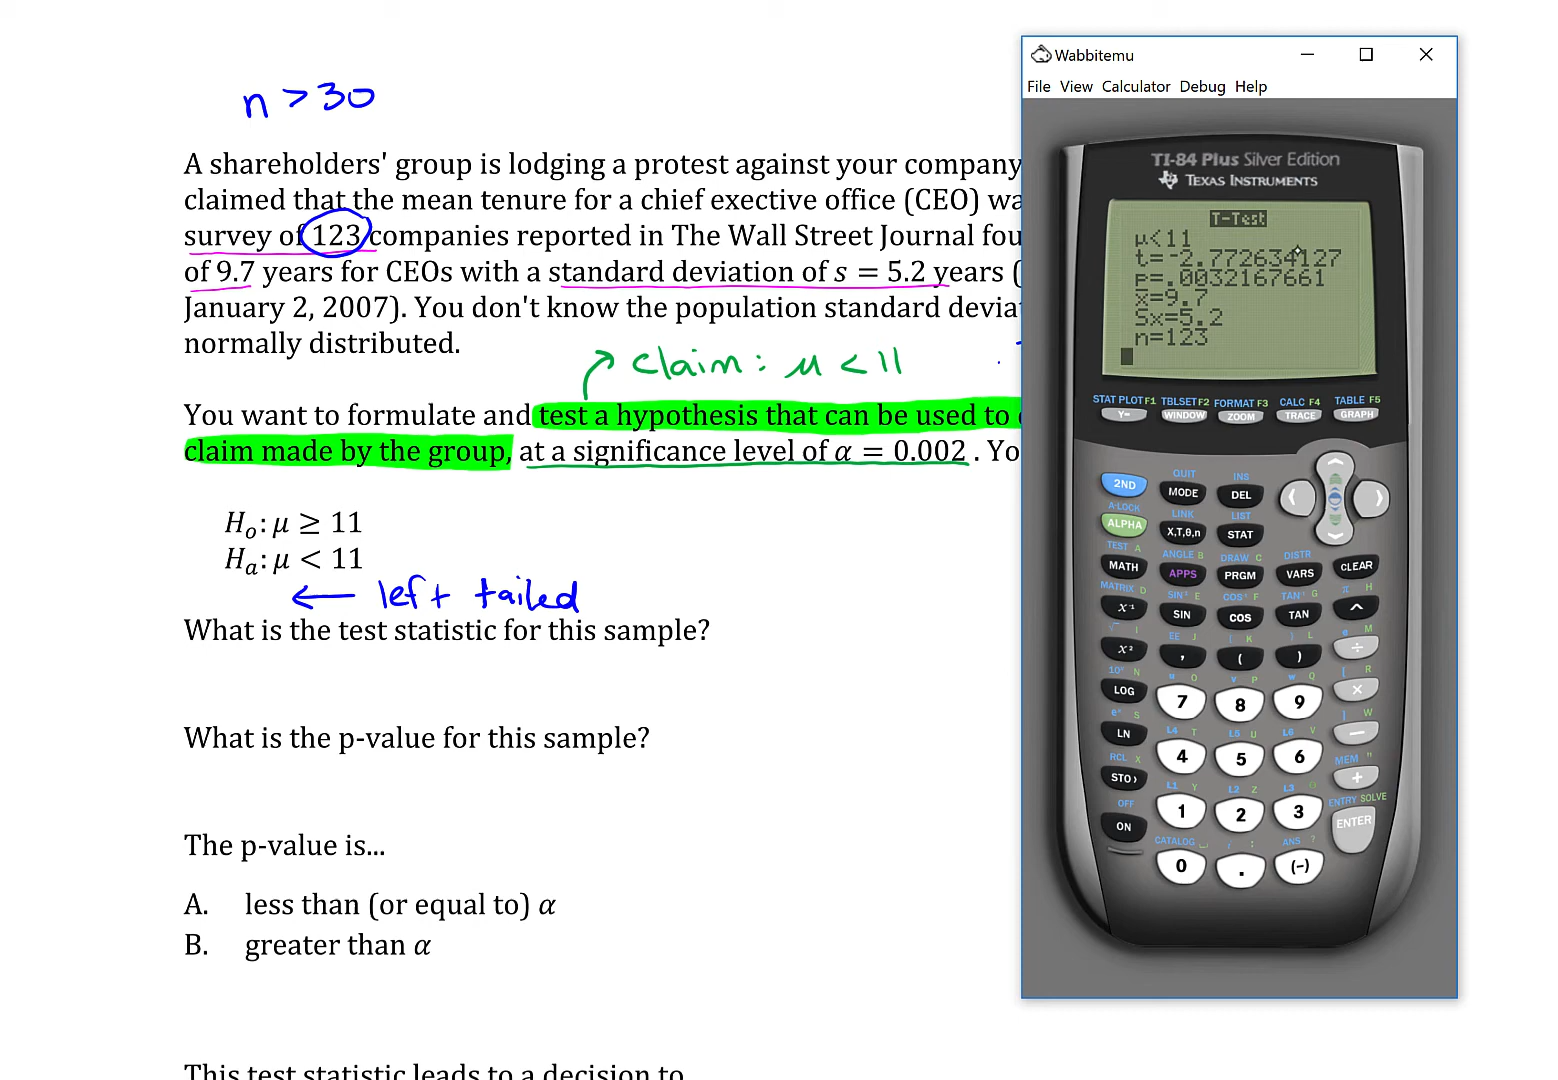 n > 30
A shareholders' group is lodging a protest against your company
claimed that the mean tenure for a chief exective office (CEO) wa
survey of 123 companies reported in The Wall Street Journal fou
of 9.7 years for CEOs with a standard deviation of s = 5.2 years (
January 2, 2007). You don't know the population standard devia
normally distributed.
claim: μ < 11
You want to formulate and test a hypothesis that can be used to
claim made by the group, at a significance level of α = 0.002 . Yo
Hₒ: μ ≥ 11
Hₐ: μ < 11
← left tailed
What is the test statistic for this sample?
What is the p-value for this sample?
The p-value is...
A. less than (or equal to) α
B. greater than α
This test statistic leads to a decision to
Wabbitemu
File View Calculator Debug Help
TI-84 Plus Silver Edition
TEXAS INSTRUMENTS
T-Test
μ<11
t=-2.772634127
p=.0032167661
x̄=9.7
Sx=5.2
n=123
STAT PLOT F1 TBLSET F2 FORMAT F3 CALC F4 TABLE F5
Y= WINDOW ZOOM TRACE GRAPH
QUIT INS
2ND MODE DEL
A-LOCK LINK LIST
ALPHA X,T,θ,n STAT
TEST A ANGLE B DRAW C DISTR
MATH APPS PRGM VARS CLEAR
MATRIX D SIN⁻¹ E COS⁻¹ F TAN⁻¹ G π H
x⁻¹ SIN COS TAN ^
√ I EE J { K } L e M
x² , ( ) ÷
10ˣ N u O v P w Q [ R
LOG 7 8 9 ×
eˣ S L4 T L5 U L6 V ] W
LN 4 5 6 −
RCL X L1 Y L2 Z L3 θ MEM "
STO› 1 2 3 +
OFF CATALOG ⎵ i : ANS ? ENTRY SOLVE
ON 0 . (-) ENTER